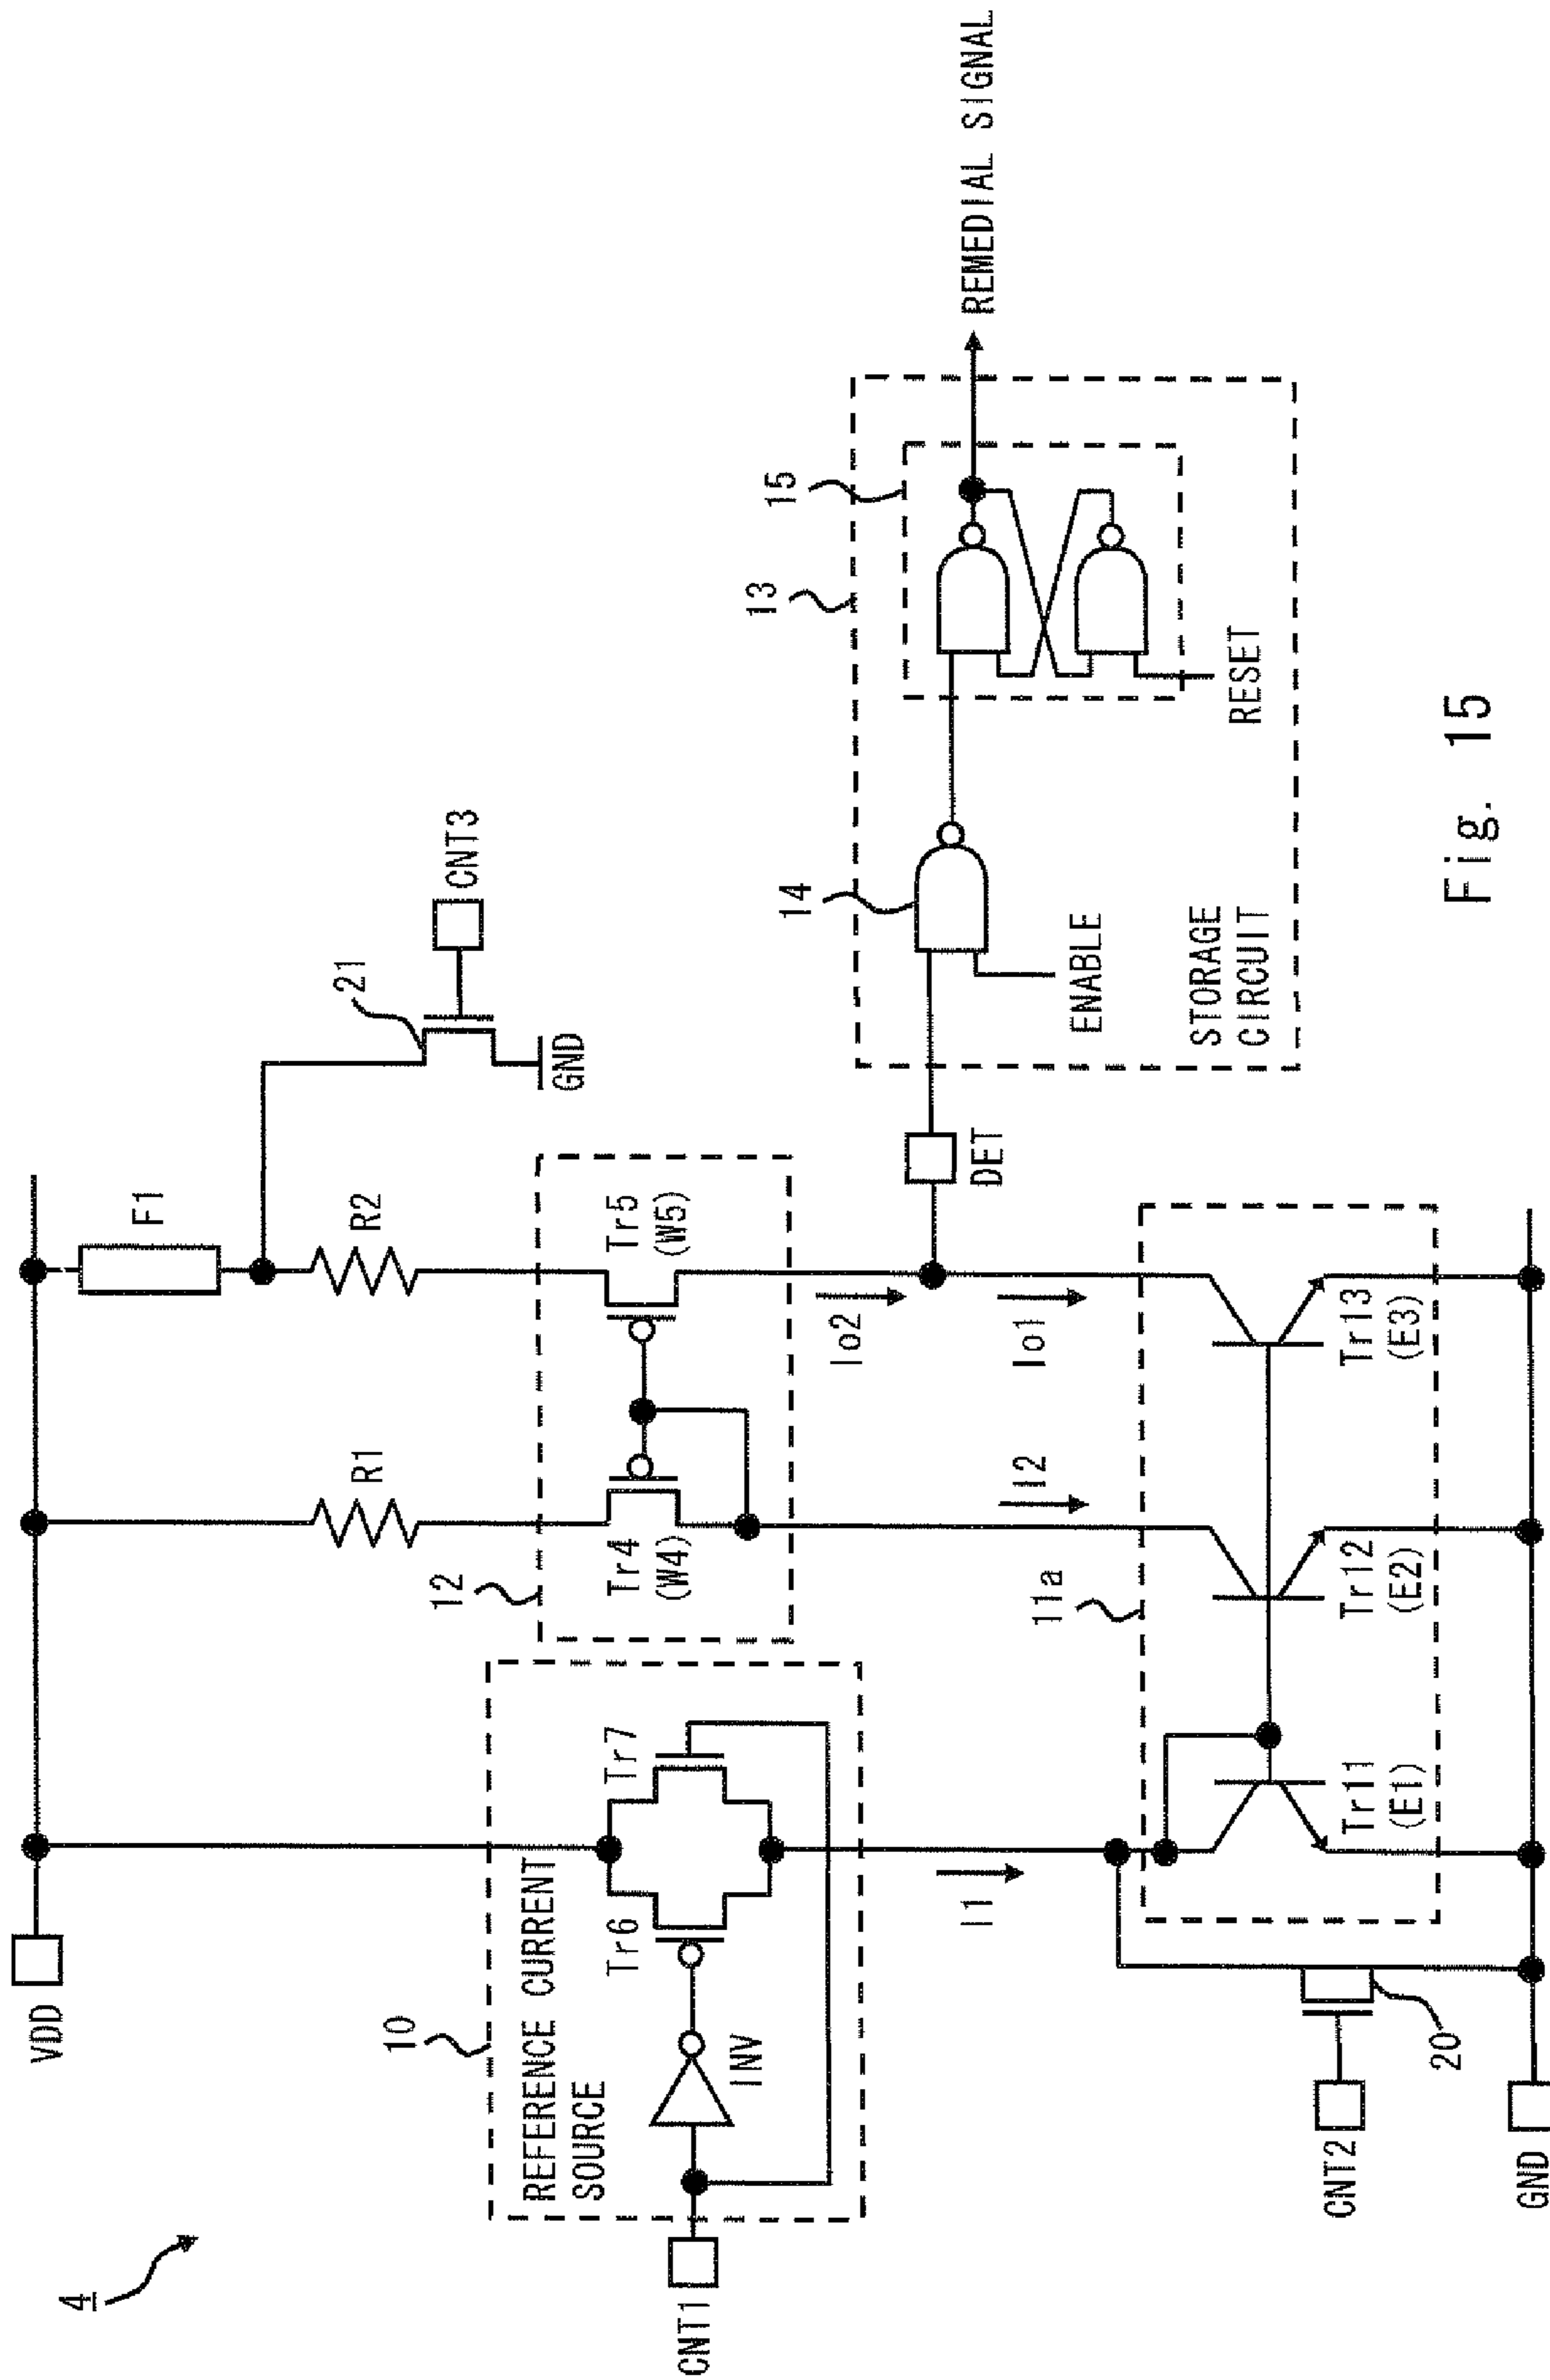 4
VDD
F1
R1
R2
21
CNT3
10
REFERENCE CURRENT
SOURCE
Tr6
Tr7
INV
CNT1
12
Tr4
(W4)
Tr5
(W5)
GND
Io2
I1
I2
Io1
DET
13
14
15
ENABLE
RESET
STORAGE
CIRCUIT
REMEDIAL SIGNAL
11a
Tr11
(E1)
Tr12
(E2)
Tr13
(E3)
CNT2
20
GND
Fig. 15